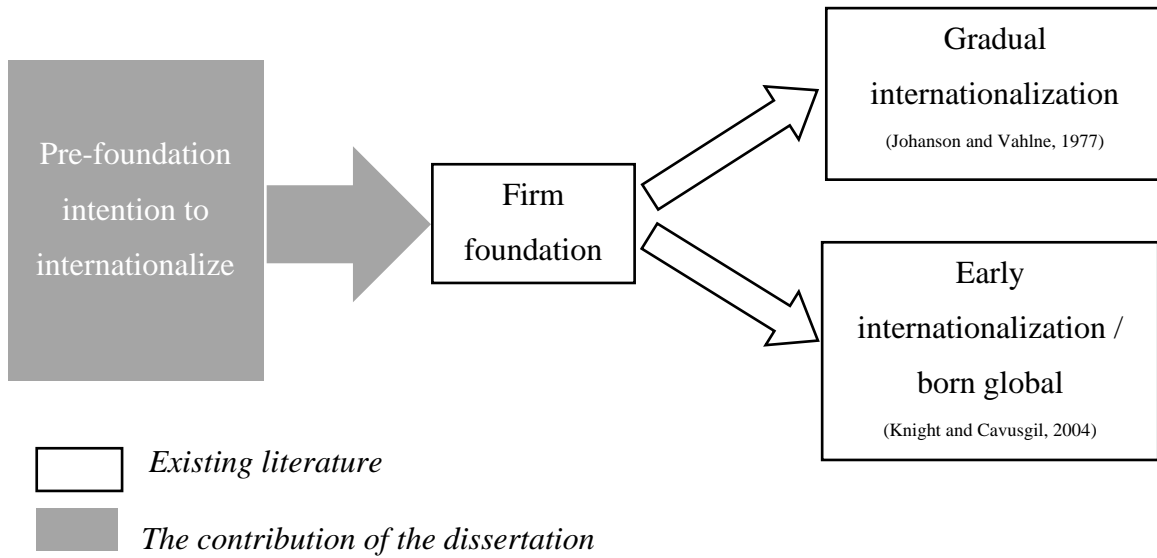 Pre-foundation
intention to
internationalize
Firm
foundation
Gradual
internationalization
(Johanson and Vahlne, 1977)
Early
internationalization /
born global
(Knight and Cavusgil, 2004)
Existing literature
The contribution of the dissertation